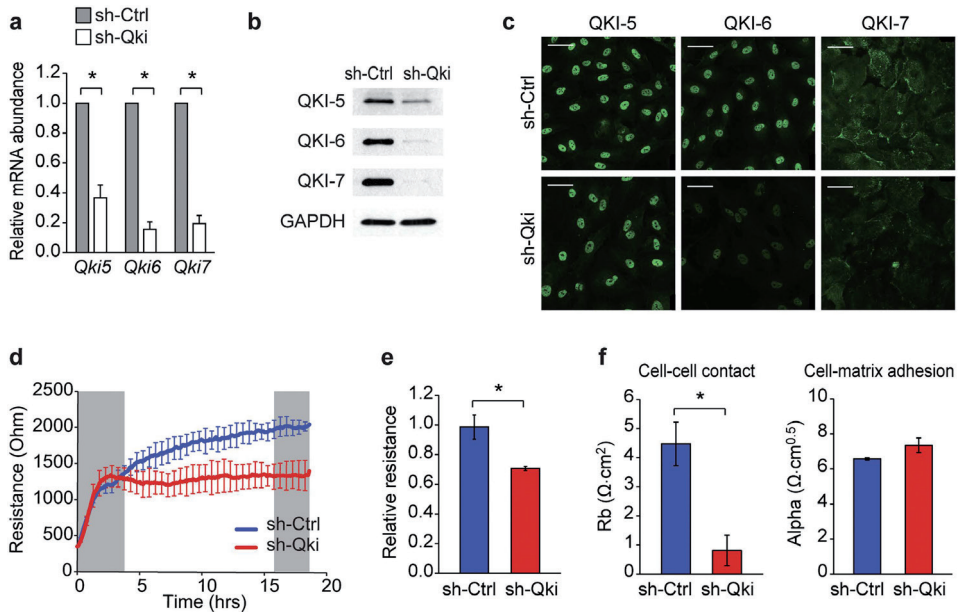 a
sh-Ctrl
sh-Qki
Relative mRNA abundance
1.2
1.0
0.8
0.6
0.4
0.2
0
*
*
*
Qki5
Qki6
Qki7
b
sh-Ctrl
sh-Qki
QKI-5
QKI-6
QKI-7
GAPDH
c
QKI-5
QKI-6
QKI-7
sh-Ctrl
sh-Qki
d
Resistance (Ohm)
2500
2000
1500
1000
500
0
0
5
10
15
20
Time (hrs)
sh-Ctrl
sh-Qki
e
Relative resistance
1.2
1.0
0.8
0.6
0.4
0.2
0
*
sh-Ctrl
sh-Qki
f
Cell-cell contact
Rb (Ω·cm2)
6
5
4
3
2
1
0
*
sh-Ctrl
sh-Qki
Cell-matrix adhesion
Alpha (Ω·cm0.5)
10
8
6
4
2
0
sh-Ctrl
sh-Qki